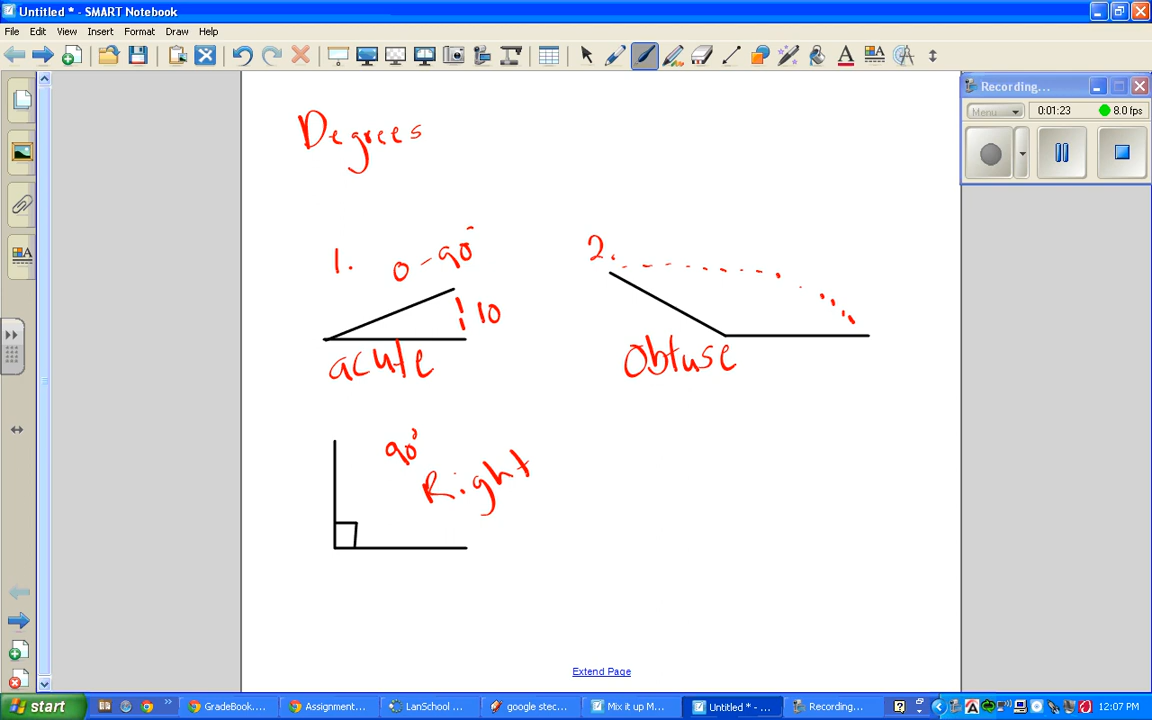 Untitled * - SMART Notebook
File Edit View Insert Format Draw Help
Recording...
Menu 0:01:23 8.0 fps
Degrees
1. 0-90° 2.
10
acute Obtuse
90°
Right
Extend Page
start GradeBook.... Assignment... LanSchool ... google stec... Mix it up M... Untitled * - ... Recording... 12:07 PM